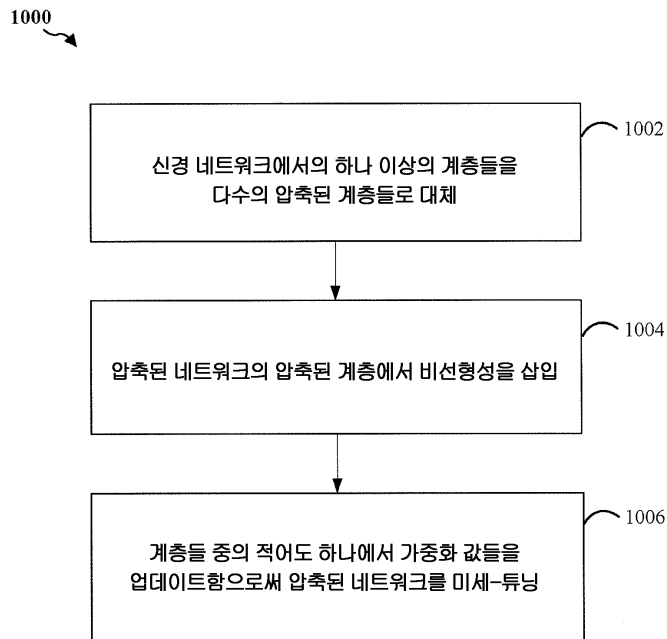 1000
1002
신경 네트워크에서의 하나 이상의 계층들을
다수의 압축된 계층들로 대체
1004
압축된 네트워크의 압축된 계층에서 비선형성을 삽입
1006
계층들 중의 적어도 하나에서 가중화 값들을
업데이트함으로써 압축된 네트워크를 미세-튜닝